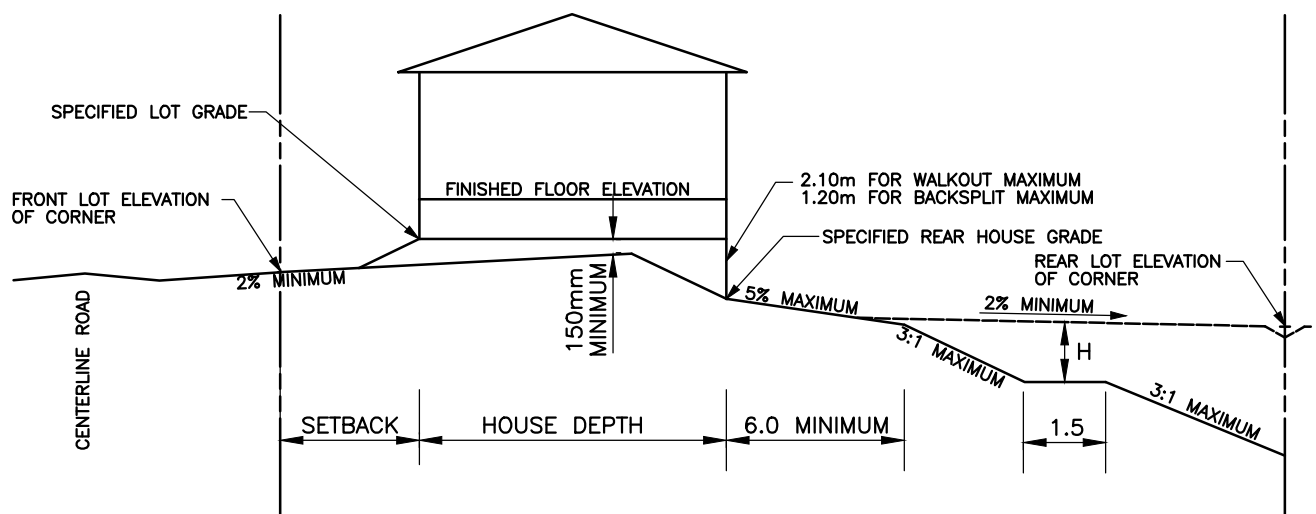 SPECIFIED LOT GRADE
FRONT LOT ELEVATION
OF CORNER
FINISHED FLOOR ELEVATION
2.10m FOR WALKOUT MAXIMUM
1.20m FOR BACKSPLIT MAXIMUM
SPECIFIED REAR HOUSE GRADE
REAR LOT ELEVATION
OF CORNER
2% MINIMUM
150mm
MINIMUM
5% MAXIMUM
2% MINIMUM
3:1 MAXIMUM
H
3:1 MAXIMUM
CENTERLINE ROAD
SETBACK
HOUSE DEPTH
6.0 MINIMUM
1.5